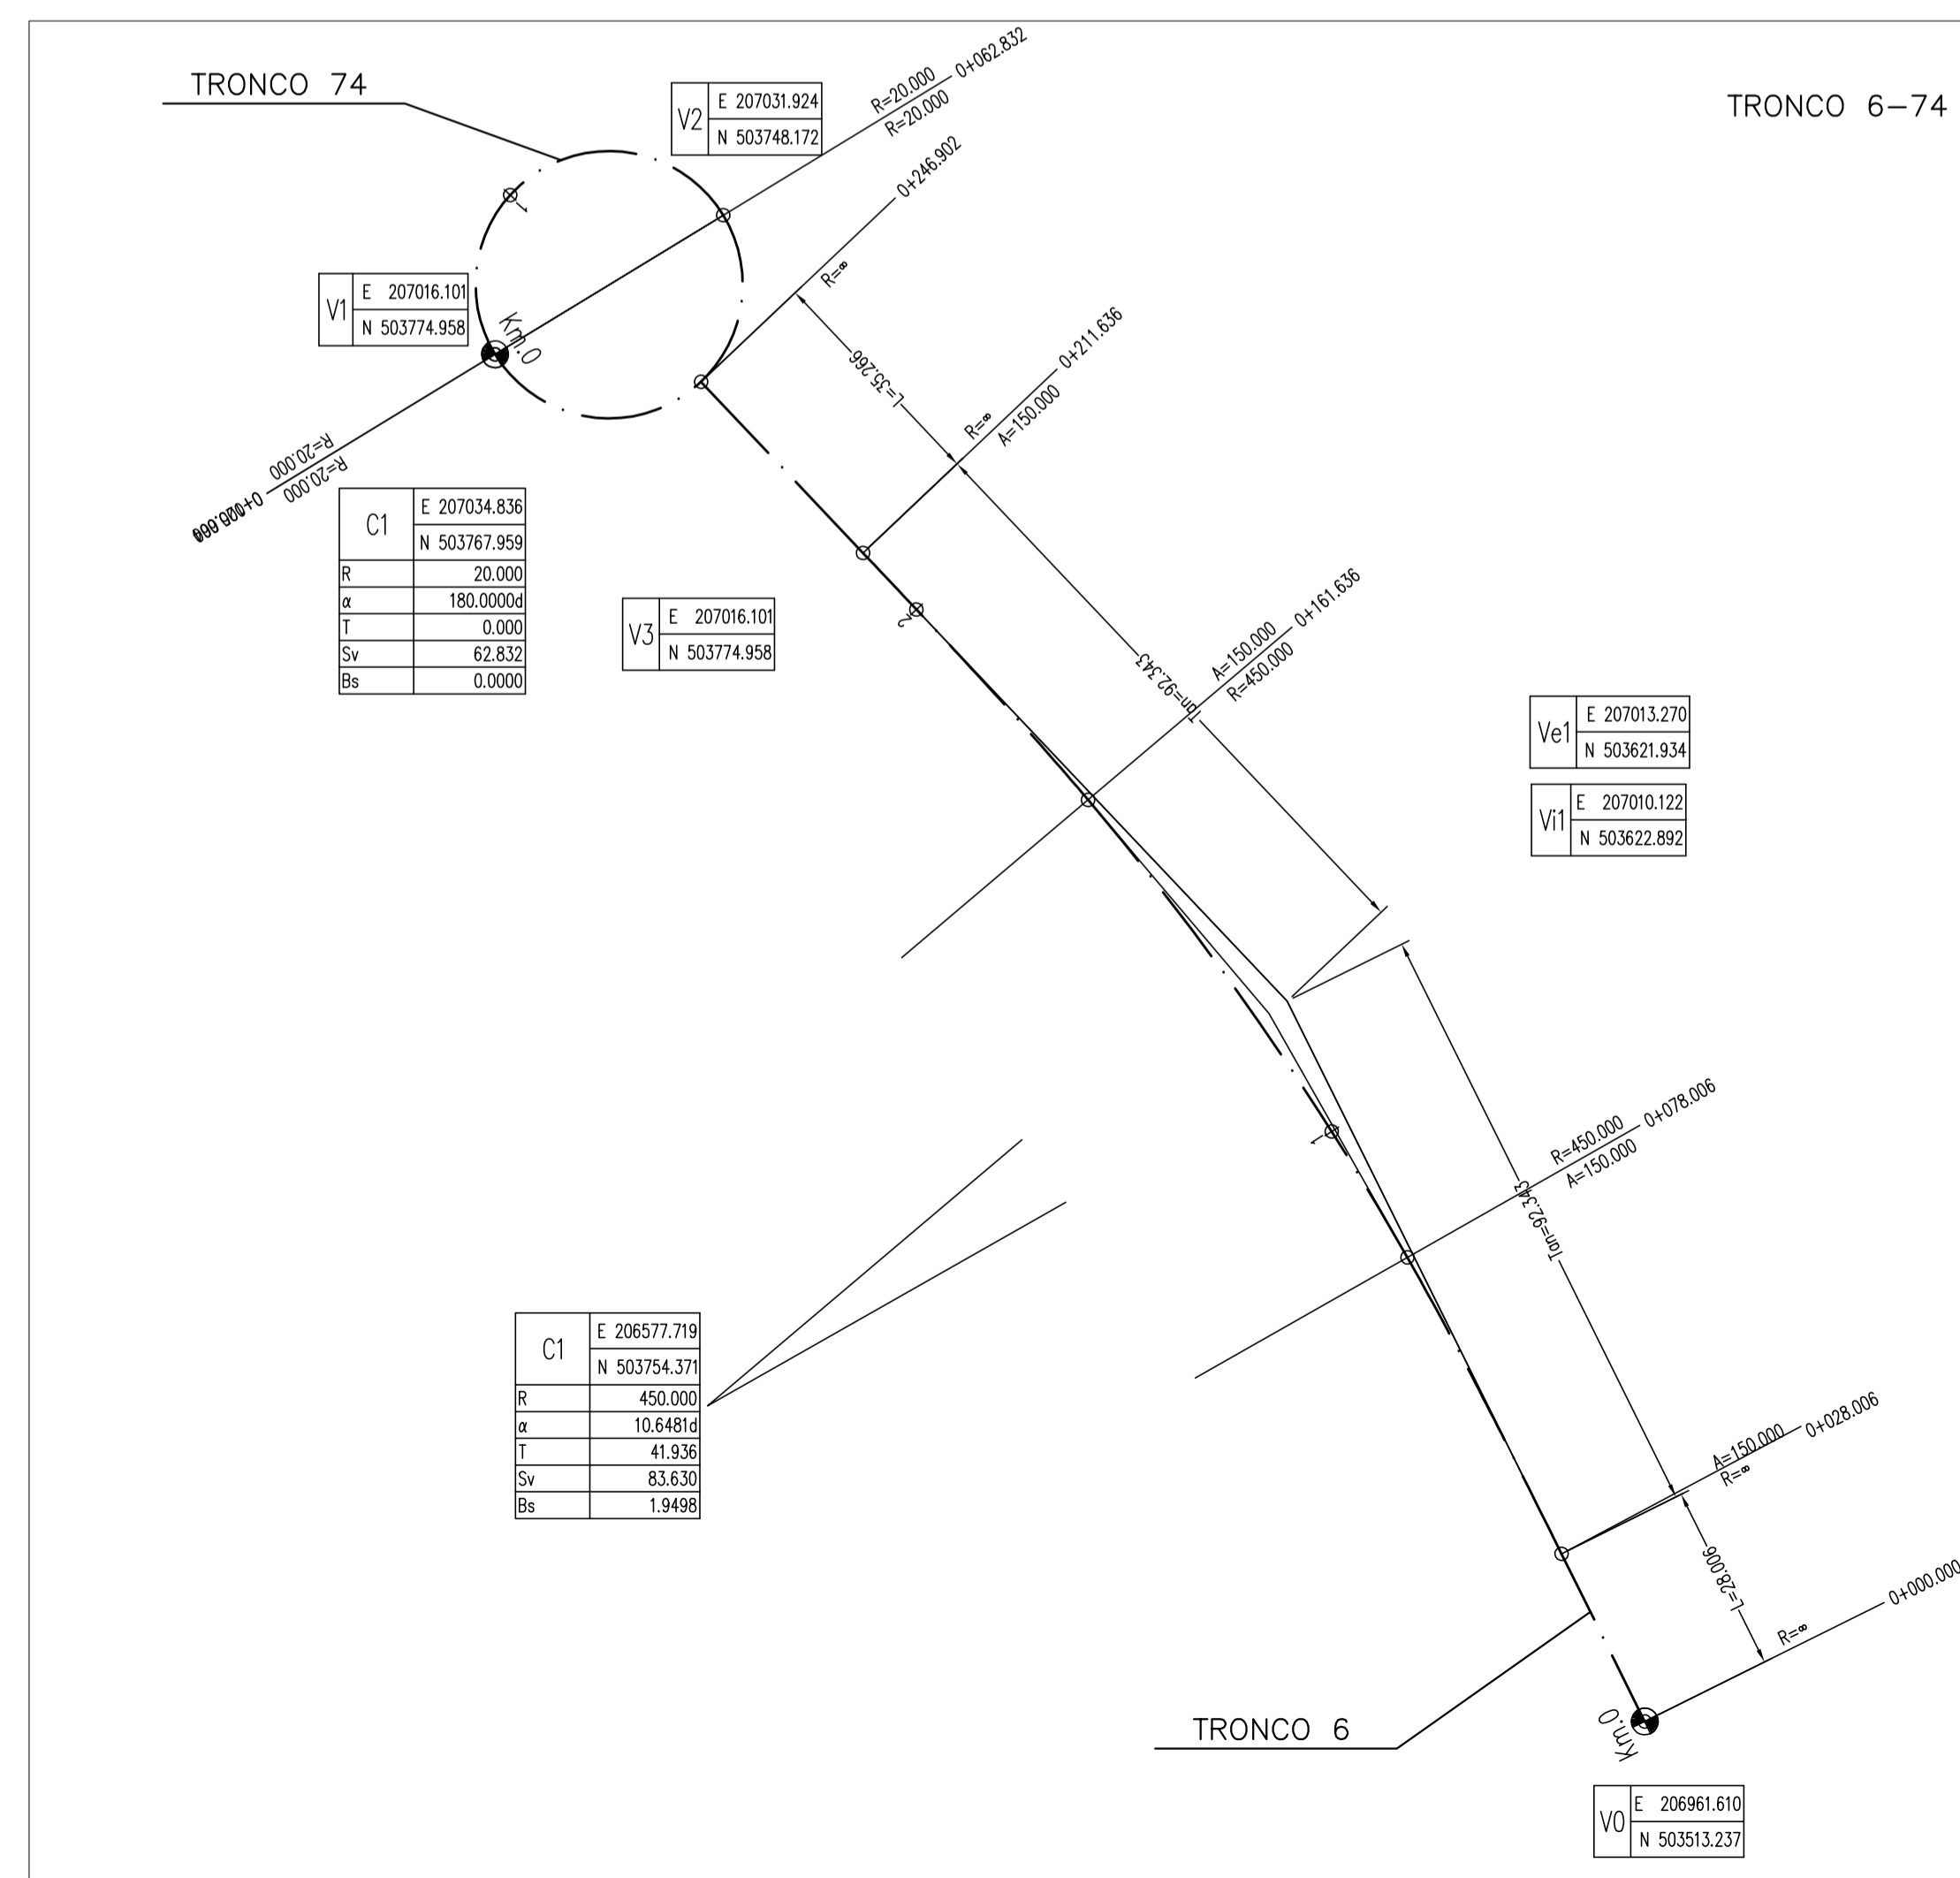 TRONCO 74
TRONCO 6-74
V2
E 207031.924
N 503748.172
R=20.000
R=20.000
0+062.832
0+246.902
R=∞
1
V1
E 207016.101
N 503774.958
Km.0
L=35.266
0+211.636
R=∞
A=150.000
R=20.000
R=20.000
C1
E 207034.836
N 503767.959
R 20.000
α 180.0000d
T 0.000
Sv 62.832
Bs 0.0000
2
V3
E 207016.101
N 503774.958
0+161.636
A=150.000
R=450.000
Tan=92.343
Ve1
E 207013.270
N 503621.934
Vi1
E 207010.122
N 503622.892
1
0+078.006
R=450.000
A=150.000
Tan=92.343
C1
E 206577.719
N 503754.371
R 450.000
α 10.6481d
T 41.936
Sv 83.630
Bs 1.9498
A=150.000
0+028.006
R=∞
L=28.006
0+000.000
R=∞
TRONCO 6
Km.0
V0
E 206961.610
N 503513.237